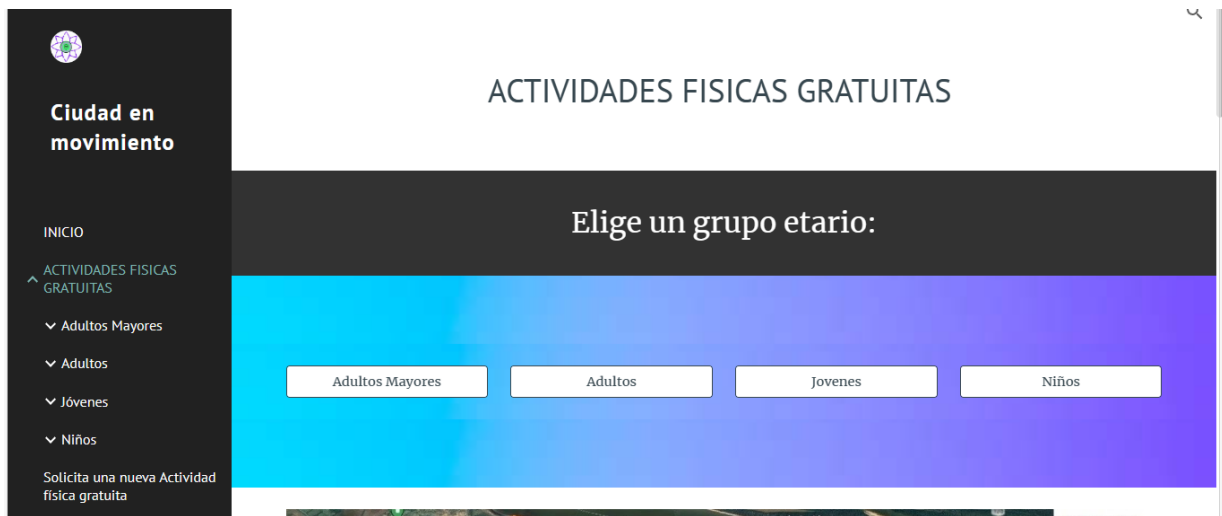 Ciudad en
movimiento
INICIO
ACTIVIDADES FISICAS
GRATUITAS
Adultos Mayores
Adultos
Jóvenes
Niños
Solicita una nueva Actividad
física gratuita
ACTIVIDADES FISICAS GRATUITAS
Elige un grupo etario:
Adultos Mayores
Adultos
Jovenes
Niños